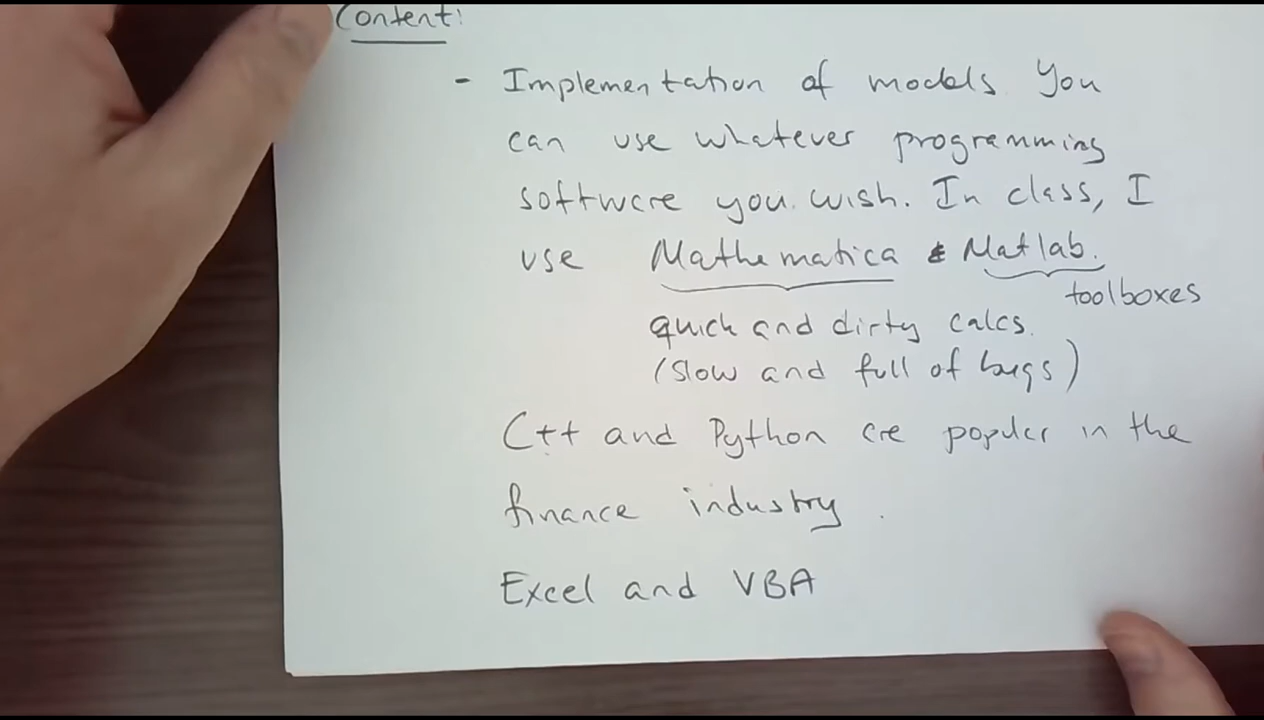 Content:
- Implementation of models. You
can use whatever programming
software you wish. In class, I
use Mathematica & Matlab.
toolboxes
quick and dirty calcs.
(slow and full of bugs)
C++ and Python are popular in the
finance industry.
Excel and VBA